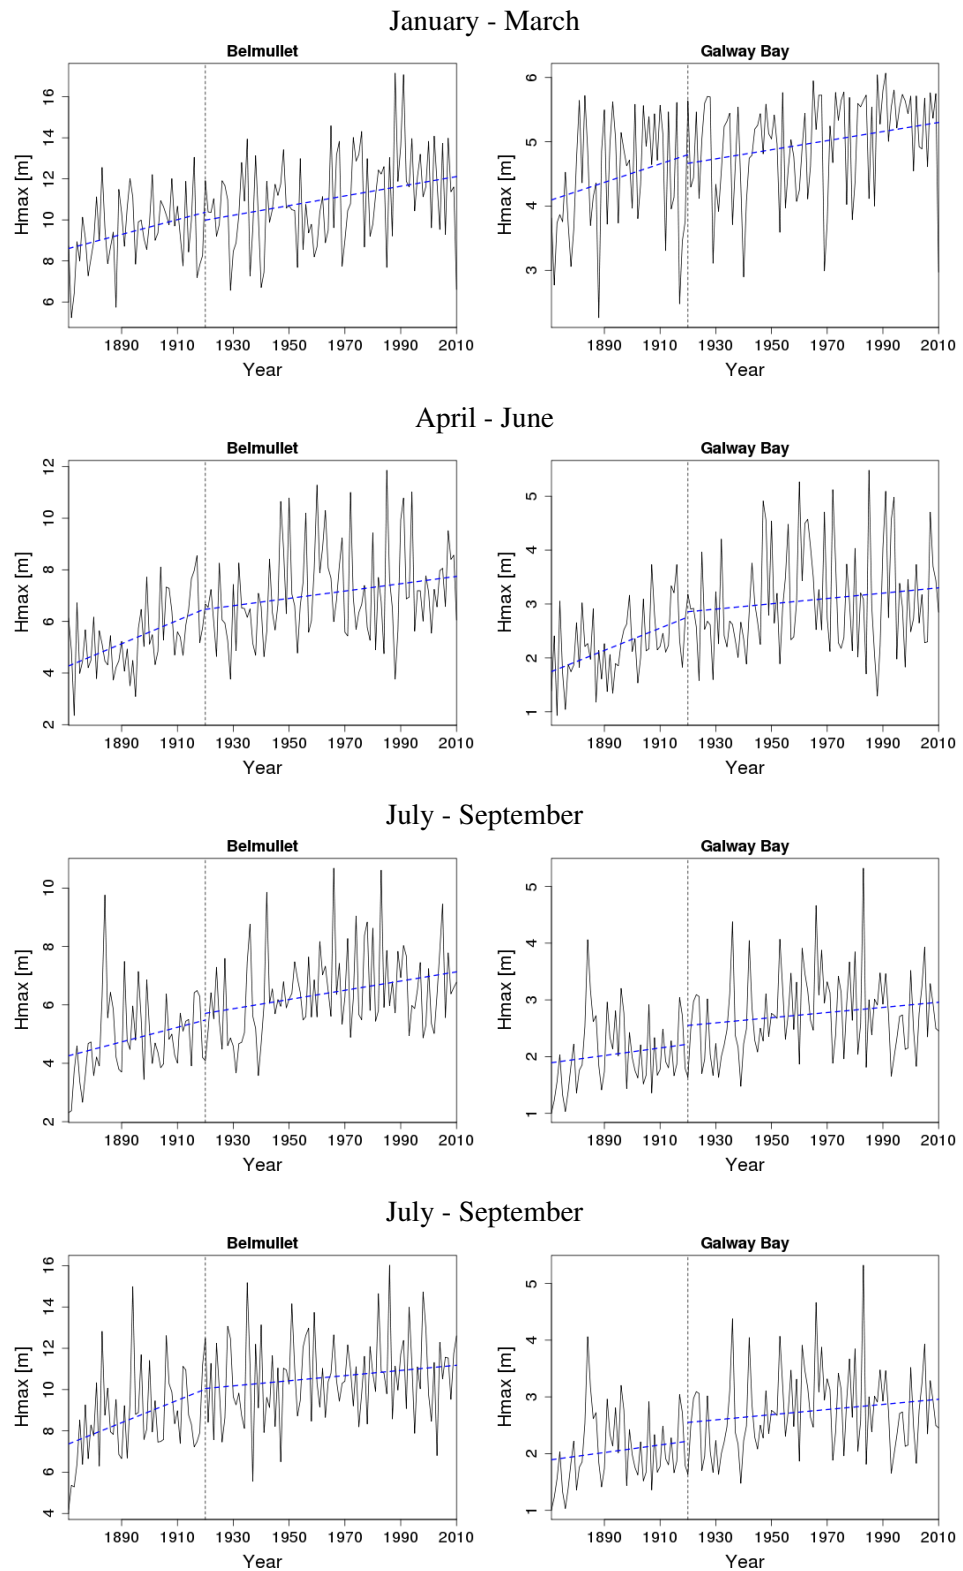 January - March
Belmullet
Galway Bay
Hmax [m]
6 8 10 12 14 16
1890 1910 1930 1950 1970 1990 2010
Year
Hmax [m]
3 4 5 6
1890 1910 1930 1950 1970 1990 2010
Year
April - June
Belmullet
Galway Bay
Hmax [m]
2 4 6 8 10 12
1890 1910 1930 1950 1970 1990 2010
Year
Hmax [m]
1 2 3 4 5
1890 1910 1930 1950 1970 1990 2010
Year
July - September
Belmullet
Galway Bay
Hmax [m]
2 4 6 8 10
1890 1910 1930 1950 1970 1990 2010
Year
Hmax [m]
1 2 3 4 5
1890 1910 1930 1950 1970 1990 2010
Year
July - September
Belmullet
Galway Bay
Hmax [m]
4 6 8 10 12 14 16
1890 1910 1930 1950 1970 1990 2010
Year
Hmax [m]
1 2 3 4 5
1890 1910 1930 1950 1970 1990 2010
Year